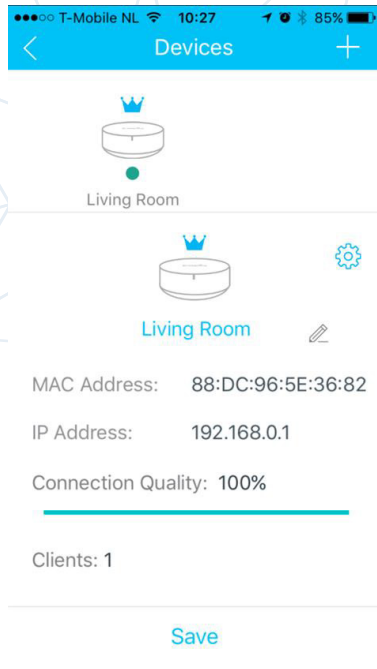 T-Mobile NL 10:27 85%
Devices
Living Room
Living Room
MAC Address: 88:DC:96:5E:36:82
IP Address: 192.168.0.1
Connection Quality: 100%
Clients: 1
Save